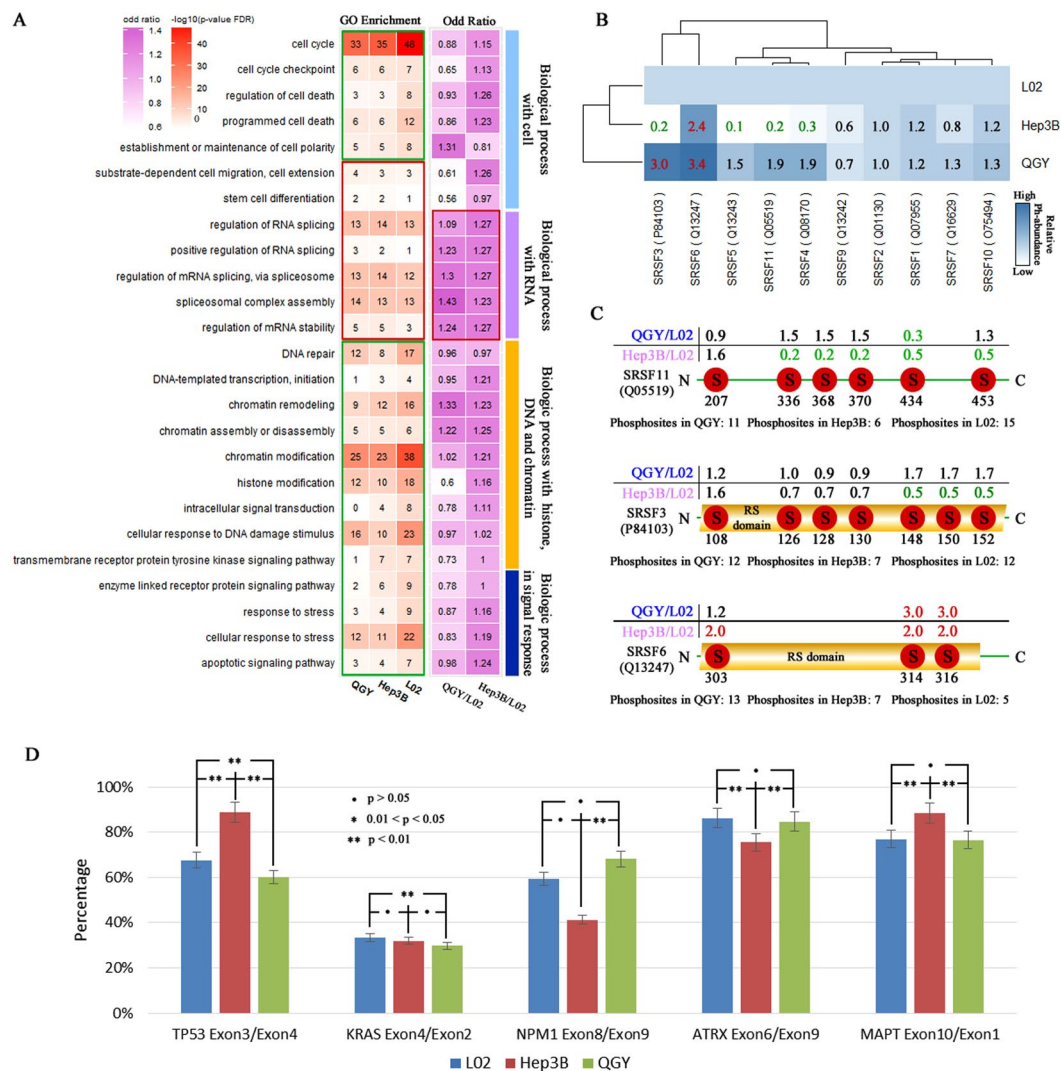 A
odd ratio
-log10(p-value FDR)
1.4
1.2
1.0
0.8
0.6
40
30
20
10
0
GO Enrichment
Odd Ratio
cell cycle 33 35 48 0.88 1.15
cell cycle checkpoint 6 6 7 0.65 1.13
regulation of cell death 3 3 8 0.93 1.26
programmed cell death 6 6 12 0.86 1.23
establishment or maintenance of cell polarity 5 5 8 1.31 0.81
substrate-dependent cell migration, cell extension 4 3 3 0.61 1.26
stem cell differentiation 2 2 1 0.56 0.97
regulation of RNA splicing 13 14 13 1.09 1.27
positive regulation of RNA splicing 3 2 1 1.23 1.27
regulation of mRNA splicing, via spliceosome 13 14 12 1.3 1.27
spliceosomal complex assembly 14 13 13 1.43 1.23
regulation of mRNA stability 5 5 3 1.24 1.27
DNA repair 12 8 17 0.96 0.97
DNA-templated transcription, initiation 1 3 4 0.95 1.21
chromatin remodeling 9 12 16 1.33 1.23
chromatin assembly or disassembly 5 5 6 1.22 1.25
chromatin modification 25 23 38 1.02 1.21
histone modification 12 10 18 0.6 1.16
intracellular signal transduction 0 4 8 0.78 1.11
cellular response to DNA damage stimulus 16 10 23 0.97 1.02
transmembrane receptor protein tyrosine kinase signaling pathway 1 7 7 0.73 1
enzyme linked receptor protein signaling pathway 2 6 9 0.78 1
response to stress 3 4 9 0.87 1.16
cellular response to stress 12 11 22 0.83 1.19
apoptotic signaling pathway 3 4 7 0.98 1.24
QGY Hep3B L02 QGY/L02 Hep3B/L02
Biological process
with cell
Biological process
with RNA
Biologic process with histone,
DNA and chromatin
Biologic process
in signal response
B
L02
0.2 2.4 0.1 0.2 0.3 0.6 1.0 1.2 0.8 1.2 Hep3B
3.0 3.4 1.5 1.9 1.9 0.7 1.0 1.2 1.3 1.3 QGY
SRSF3 ( P84103)
SRSF6 ( Q13247)
SRSF5 ( Q13243)
SRSF11 ( Q05519)
SRSF4 ( Q08170)
SRSF9 ( Q13242)
SRSF2 ( Q01130)
SRSF1 ( Q07955)
SRSF7 ( Q16629)
SRSF10 ( O75494)
High
Low
Relative
Ph-abundance
C
QGY/L02 0.9 1.5 1.5 1.5 0.3 1.3
Hep3B/L02 1.6 0.2 0.2 0.2 0.5 0.5
SRSF11
(Q05519)
N S S S S S S C
207 336 368 370 434 453
Phosphosites in QGY: 11 Phosphosites in Hep3B: 6 Phosphosites in L02: 15
QGY/L02 1.2 1.0 0.9 0.9 1.7 1.7 1.7
Hep3B/L02 1.6 0.7 0.7 0.7 0.5 0.5 0.5
SRSF3
(P84103)
N S RS domain S S S S S S C
108 126 128 130 148 150 152
Phosphosites in QGY: 12 Phosphosites in Hep3B: 7 Phosphosites in L02: 12
QGY/L02 1.2 3.0 3.0
Hep3B/L02 2.0 2.0 2.0
SRSF6
(Q13247)
N S RS domain S S C
303 314 316
Phosphosites in QGY: 13 Phosphosites in Hep3B: 7 Phosphosites in L02: 5
D
Percentage
100%
80%
60%
40%
20%
0%
**
** **
• p > 0.05
* 0.01 < p < 0.05
** p < 0.01
**
• •
•
• **
•
** **
•
** **
TP53 Exon3/Exon4 KRAS Exon4/Exon2 NPM1 Exon8/Exon9 ATRX Exon6/Exon9 MAPT Exon10/Exon1
L02 Hep3B QGY